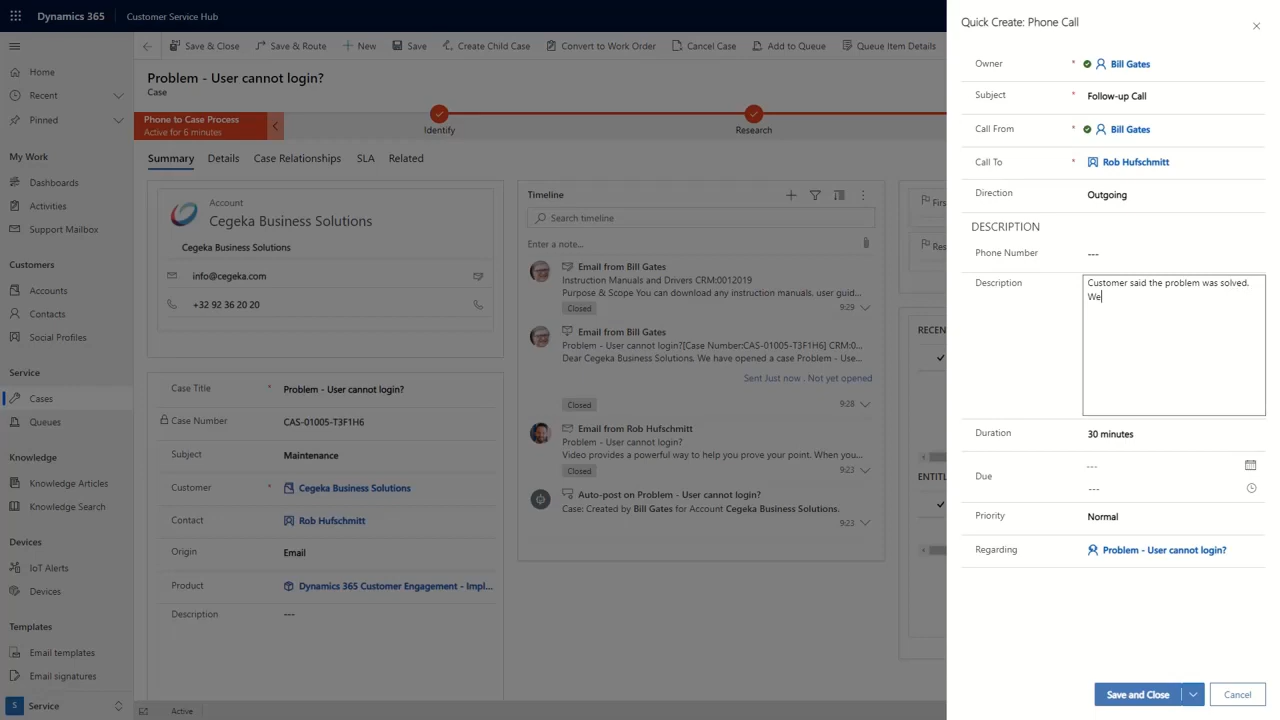 Dynamics 365
Customer Service Hub
Save & Close
Save & Route
New
Save
Create Child Case
Convert to Work Order
Cancel Case
Add to Queue
Queue Item Details
Home
Recent
Pinned
My Work
Dashboards
Activities
Support Mailbox
Customers
Accounts
Contacts
Social Profiles
Service
Cases
Queues
Knowledge
Knowledge Articles
Knowledge Search
Devices
IoT Alerts
Devices
Templates
Email templates
Email signatures
S Service
Problem - User cannot login?
Case
Phone to Case Process
Active for 6 minutes
Identify
Research
Summary
Details
Case Relationships
SLA
Related
Account
Cegeka Business Solutions
Cegeka Business Solutions
info@cegeka.com
+32 92 36 20 20
Case Title * Problem - User cannot login?
Case Number CAS-01005-T3F1H6
Subject Maintenance
Customer * Cegeka Business Solutions
Contact Rob Hufschmitt
Origin Email
Product Dynamics 365 Customer Engagement - Impl...
Description ---
Active
Timeline
Search timeline
Enter a note...
Email from Bill Gates
Instruction Manuals and Drivers CRM:0012019
Purpose & Scope You can download any instruction manuals. user guid...
Closed 9:29
Email from Bill Gates
Problem - User cannot login?[Case Number:CAS-01005-T3F1H6] CRM:0...
Dear Cegeka Business Solutions. We have opened a case Problem - Use...
Sent Just now . Not yet opened
Closed 9:28
Email from Rob Hufschmitt
Problem - User cannot login?
Video provides a powerful way to help you prove your point. When you...
Closed 9:23
Auto-post on Problem - User cannot login?
Case: Created by Bill Gates for Account Cegeka Business Solutions.
9:23
Firs
Res
RECEN
ENTITL
Quick Create: Phone Call
Owner * Bill Gates
Subject * Follow-up Call
Call From * Bill Gates
Call To * Rob Hufschmitt
Direction Outgoing
DESCRIPTION
Phone Number ---
Description Customer said the problem was solved.
We
Duration 30 minutes
Due ---
---
Priority Normal
Regarding Problem - User cannot login?
Save and Close
Cancel